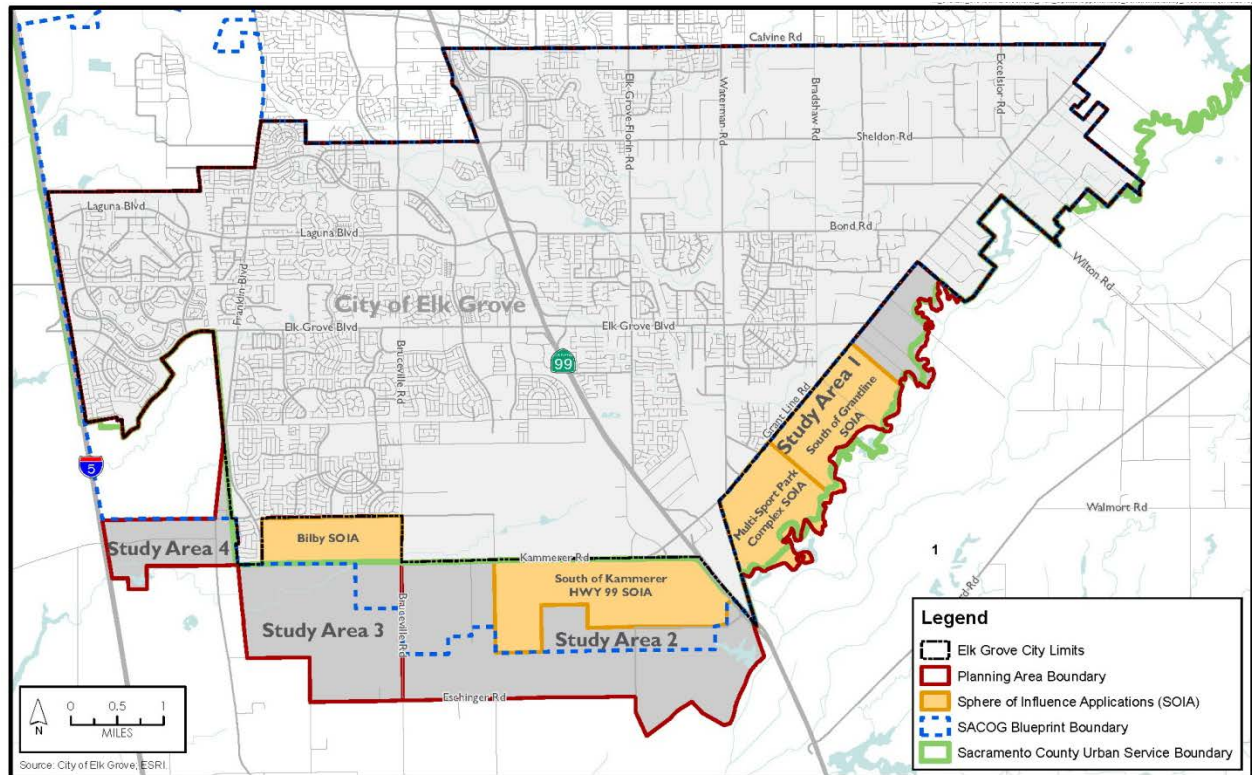 Calvine Rd
Excelsior Rd
Elk Grove-Florin Rd
Waterman Rd
Bradshaw Rd
Sheldon Rd
Laguna Blvd
Laguna Blvd
Bond Rd
Wilton Rd
Franklin Blvd
City of Elk Grove
Elk Grove Blvd
Elk Grove Blvd
Bruceville Rd
99
Grant Line Rd
Study Area 1
South of Grantline
SOIA
5
Multi-Sport Park
Complex SOIA
Walmort Rd
Bilby SOIA
Study Area 4
Kammerer Rd
1
South of Kammerer
HWY 99 SOIA
Study Area 3
Bruceville Rd
Study Area 2
Eschinger Rd
Legend
Elk Grove City Limits
Planning Area Boundary
Sphere of Influence Applications (SOIA)
SACOG Blueprint Boundary
Sacramento County Urban Service Boundary
N
0 0.5 1
MILES
Source: City of Elk Grove, ESRI.